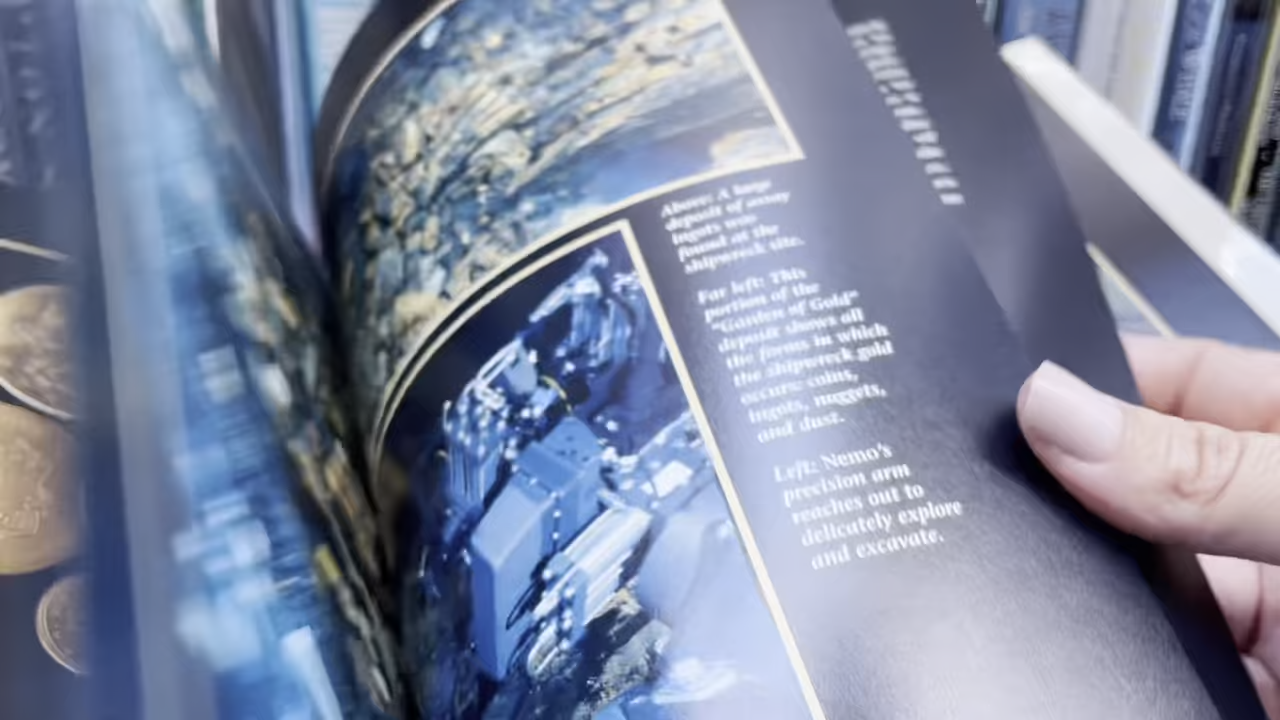 Above: A large
deposit of assay
ingots was
found at the
shipwreck site.
Far left: This
portion of the
"Garden of Gold"
deposit shows all
the forms in which
the shipwreck gold
occurs: coins,
ingots, nuggets,
and dust.
Left: Nemo's
precision arm
reaches out to
delicately explore
and excavate.